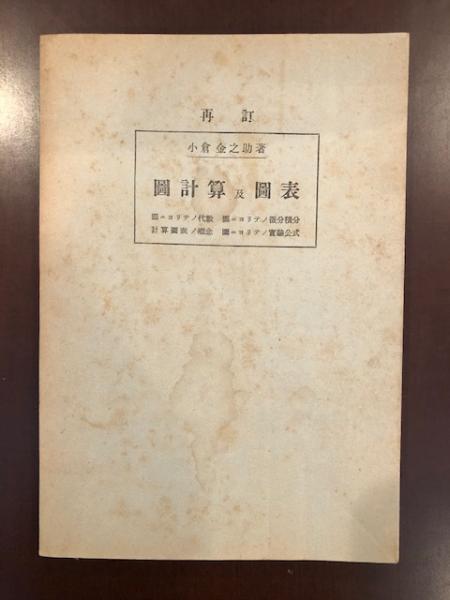 再訂
小倉金之助著
圖計算及圖表
圖ニヨリテノ代數 圖ニヨリテノ微分積分
計算圖表ノ概念 圖ニヨリテノ實驗公式